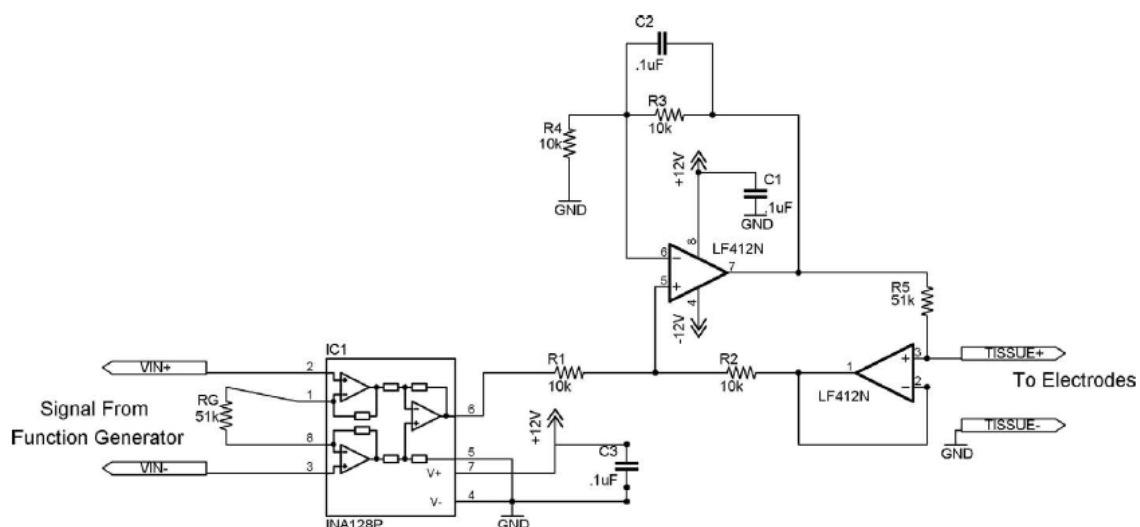 C2
.1uF
R3
10k
R4
10k
GND
+12V
C1
.1uF
GND
LF412N
6
5
8
7
4
-12V
R5
51k
IC1
VIN+
2
1
RG
51k
8
VIN-
3
Signal From
Function Generator
6
5
7
4
V+
V-
INA128P
R1
10k
R2
10k
+12V
C3
.1uF
GND
1
3
2
LF412N
TISSUE+
To Electrodes
TISSUE-
GND